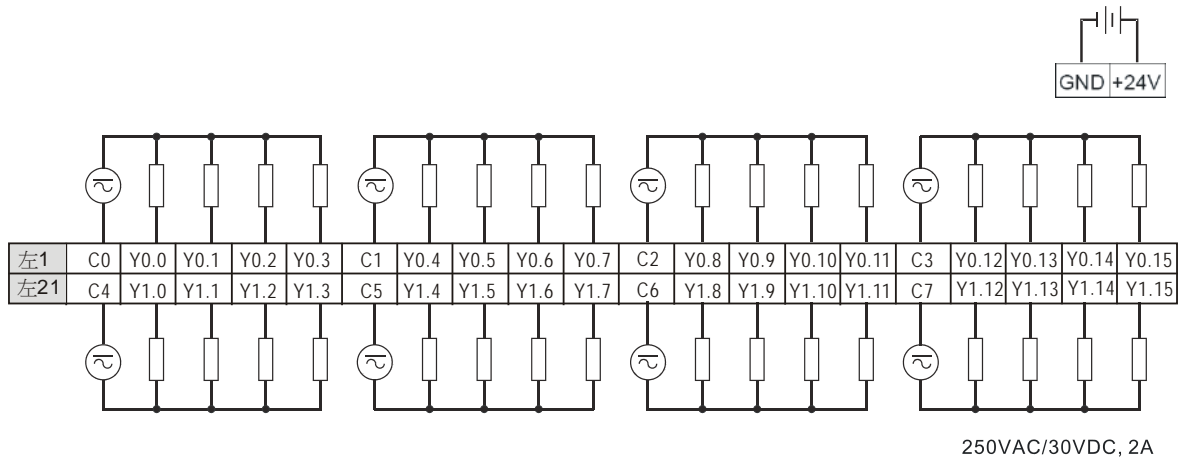 GND +24V
左1 C0 Y0.0 Y0.1 Y0.2 Y0.3 C1 Y0.4 Y0.5 Y0.6 Y0.7 C2 Y0.8 Y0.9 Y0.10 Y0.11 C3 Y0.12 Y0.13 Y0.14 Y0.15
左21 C4 Y1.0 Y1.1 Y1.2 Y1.3 C5 Y1.4 Y1.5 Y1.6 Y1.7 C6 Y1.8 Y1.9 Y1.10 Y1.11 C7 Y1.12 Y1.13 Y1.14 Y1.15
250VAC/30VDC, 2A